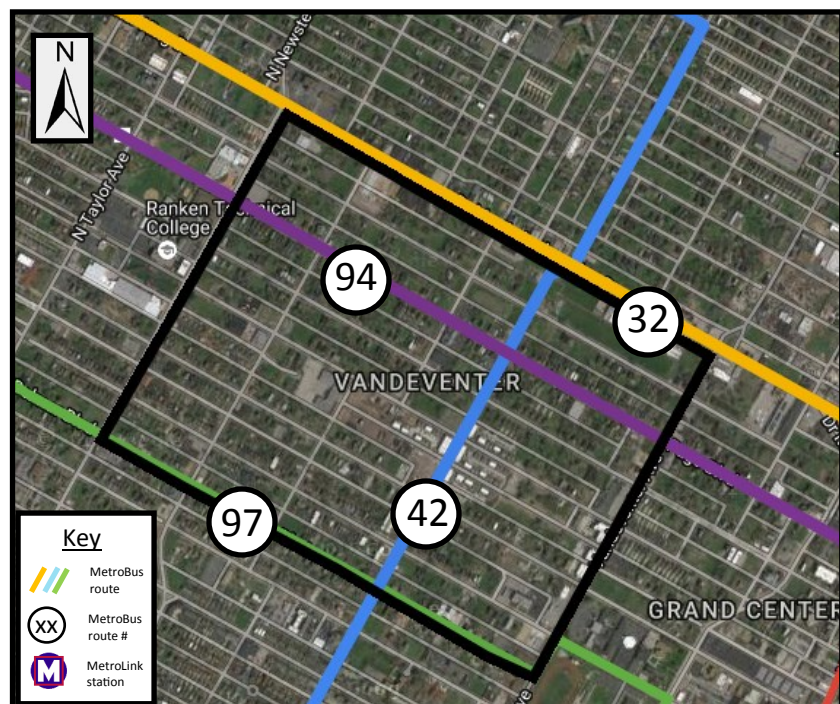 N
N Newste
N Taylor Ave
Ranken Technical
College
94
32
VANDEVENTER
97
42
GRAND CENTER
Key
MetroBus
route
XX
MetroBus
route #
M
MetroLink
station